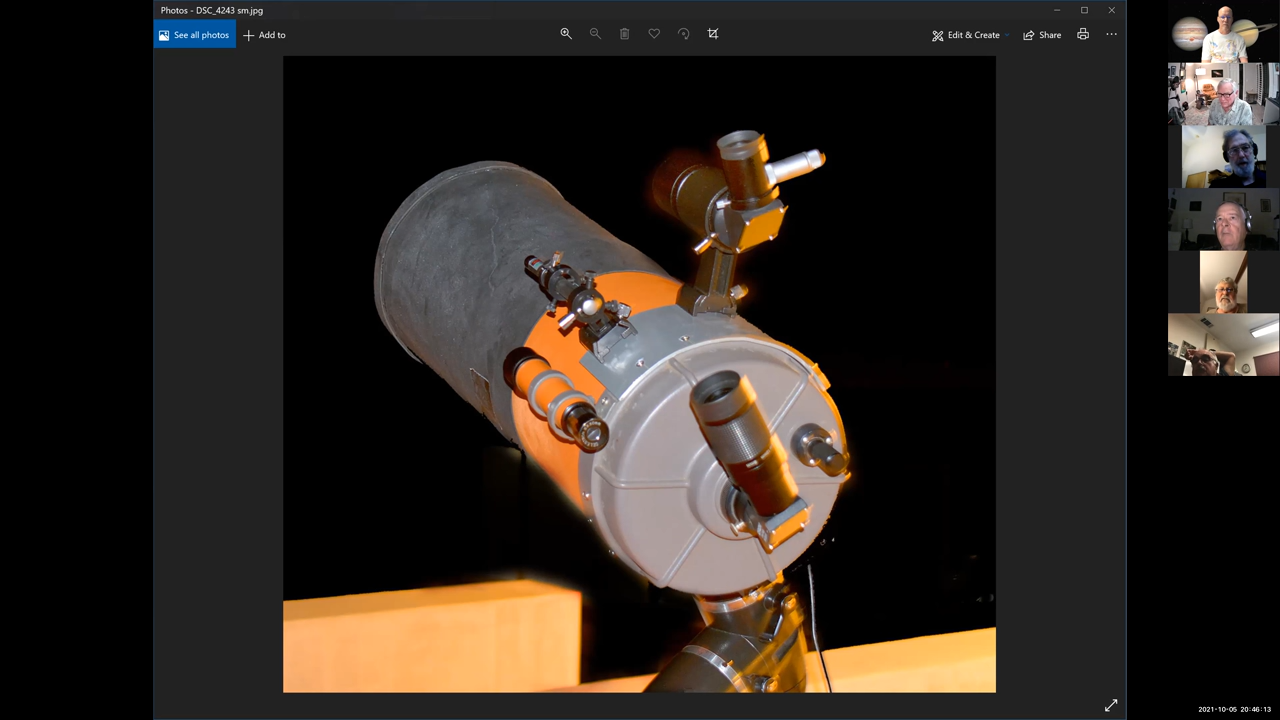 Photos - DSC_4243 sm.jpg
See all photos
Add to
Edit & Create
Share
2021-10-05 20:46:13